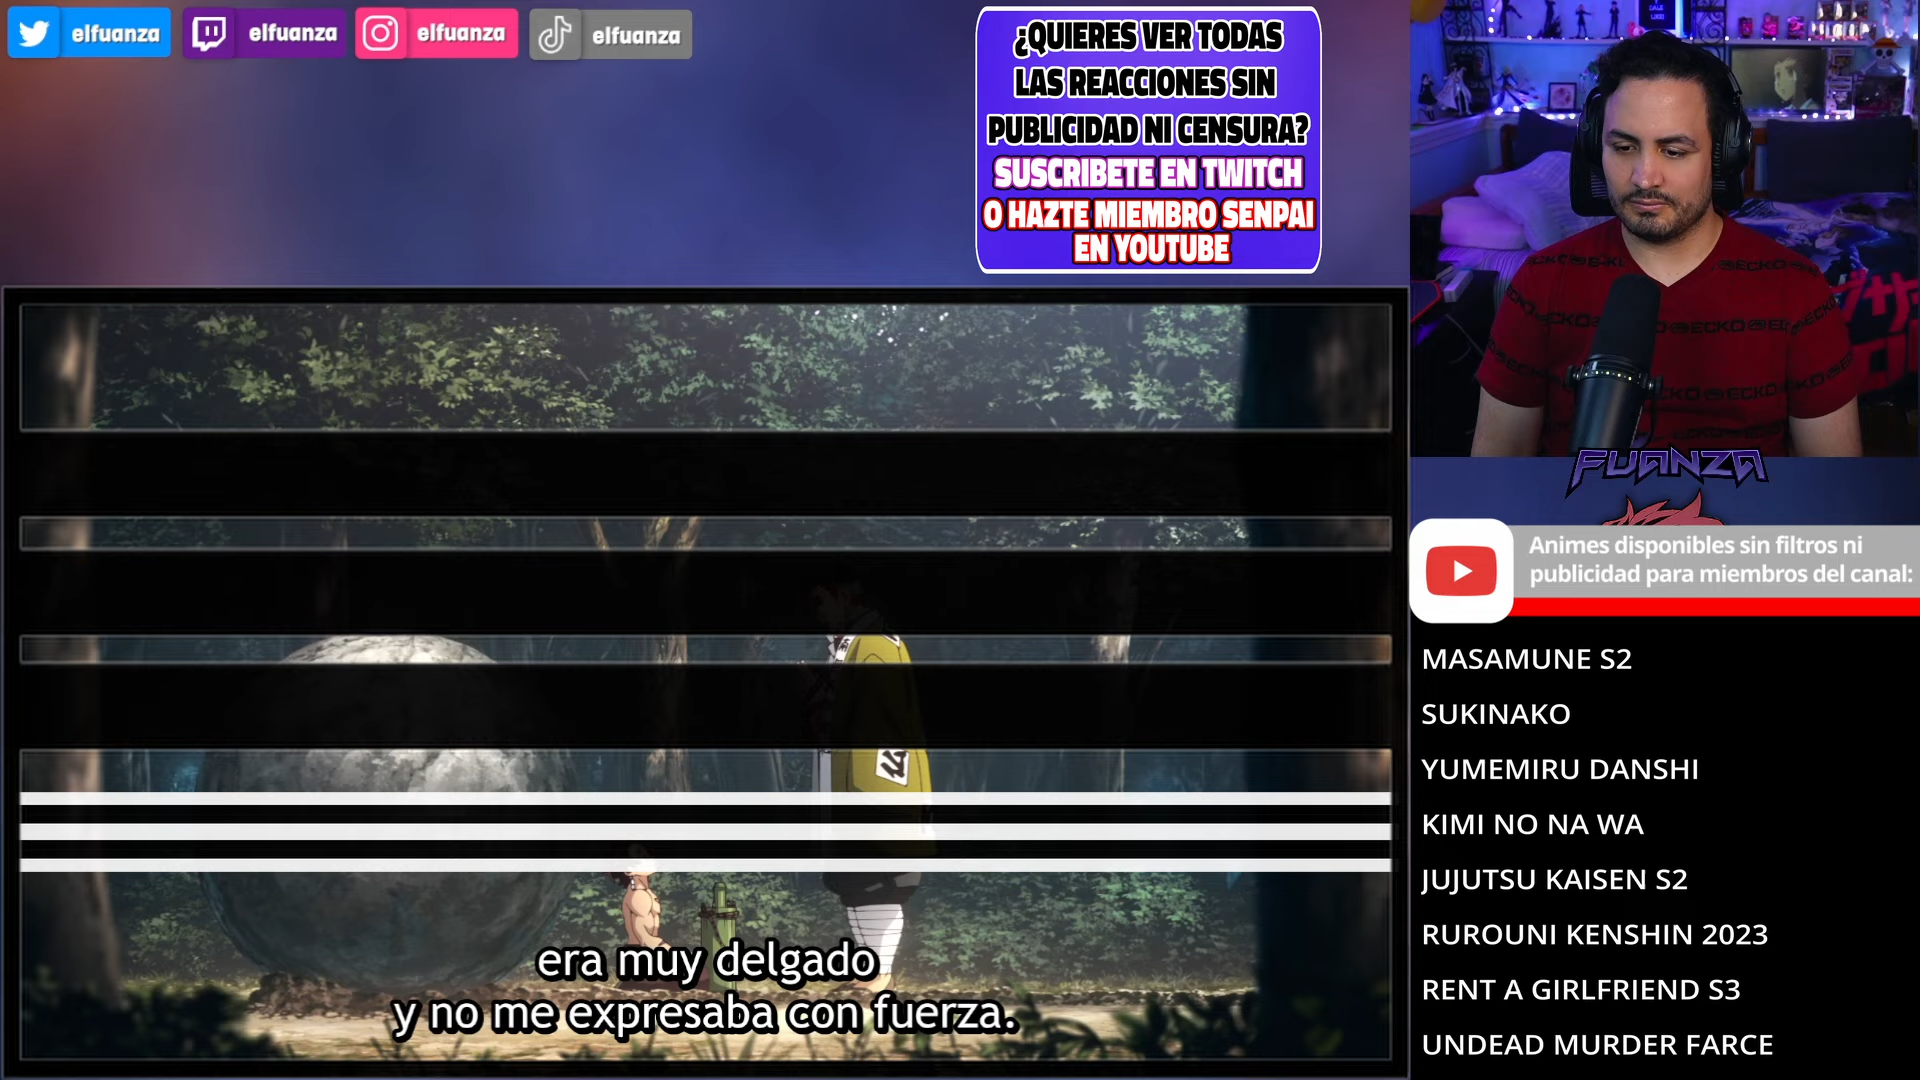 elfuanza
elfuanza
elfuanza
elfuanza
¿QUIERES VER TODAS
LAS REACCIONES SIN
PUBLICIDAD NI CENSURA?
SUSCRIBETE EN TWITCH
O HAZTE MIEMBRO SENPAI
EN YOUTUBE
FUANZA
Animes disponibles sin filtros ni
publicidad para miembros del canal:
MASAMUNE S2
SUKINAKO
YUMEMIRU DANSHI
KIMI NO NA WA
JUJUTSU KAISEN S2
RUROUNI KENSHIN 2023
RENT A GIRLFRIEND S3
UNDEAD MURDER FARCE
era muy delgado
y no me expresaba con fuerza.